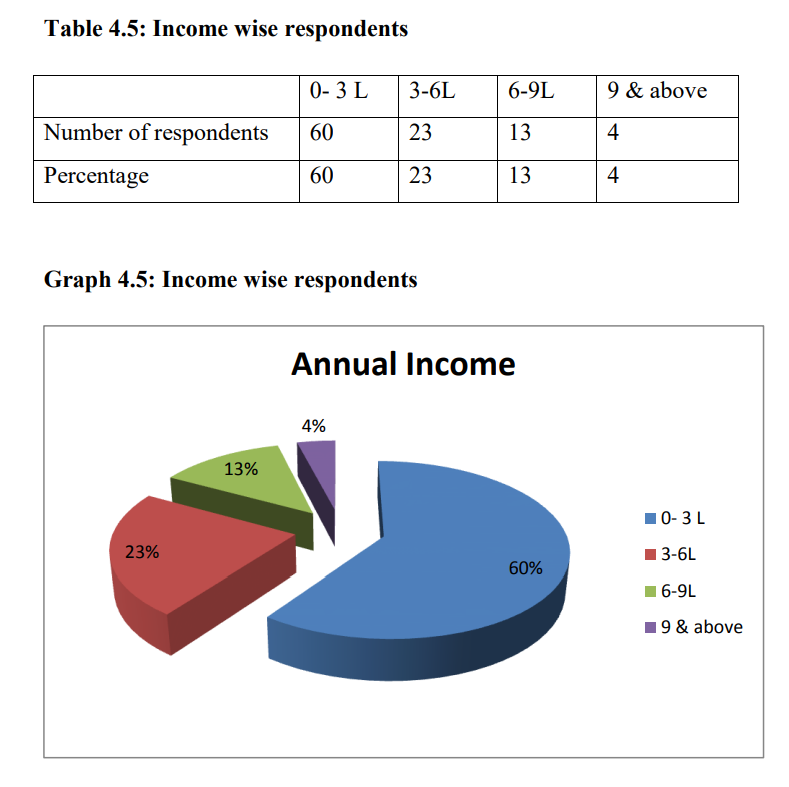 Table 4.5: Income wise respondents
0- 3 L 3-6L 6-9L 9 & above
Number of respondents 60 23 13 4
Percentage 60 23 13 4
Graph 4.5: Income wise respondents
Annual Income
4%
13%
23%
60%
0- 3 L
3-6L
6-9L
9 & above